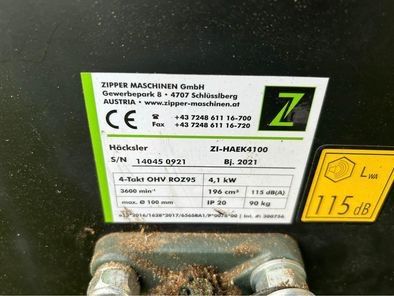 ZIPPER MASCHINEN GmbH
Gewerbepark 8 • 4707 Schlüsslberg
AUSTRIA • www.zipper-maschinen.at
CE ☎ +43 7248 611 16-700
Fax +43 7248 611 16-720
Z
Häcksler ZI-HAEK4100
S/N 14045 0921 Bj. 2021
4-Takt OHV ROZ95 4,1 kW
3600 min⁻¹ 196 cm³ 115 dB(A)
max. Ø 100 mm IP 20 90 kg
LWA
115 dB